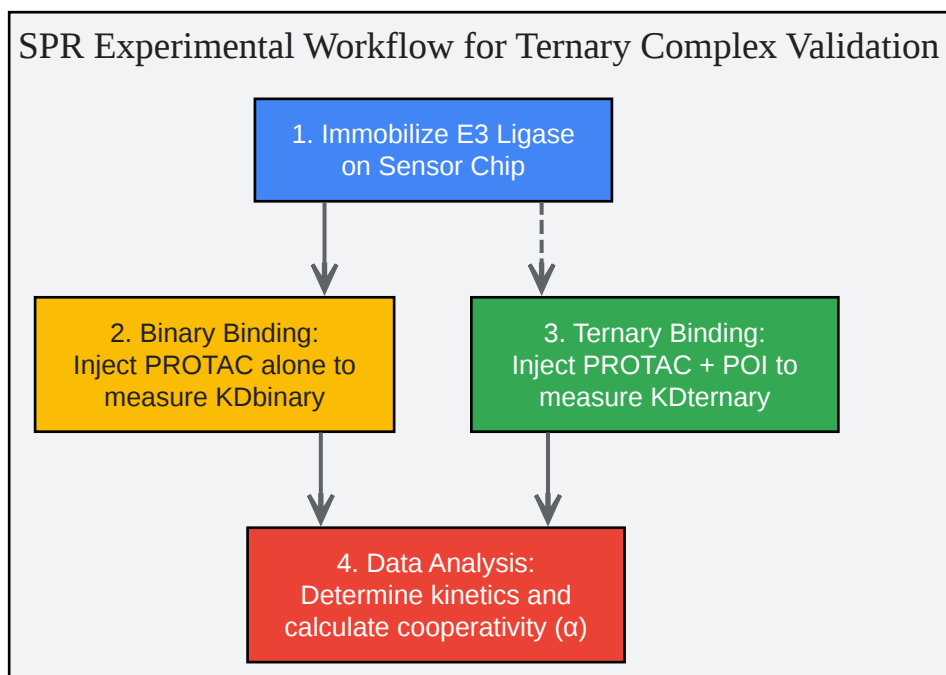 SPR Experimental Workflow for Ternary Complex Validation
1. Immobilize E3 Ligase
on Sensor Chip
2. Binary Binding:
Inject PROTAC alone to
measure KDbinary
3. Ternary Binding:
Inject PROTAC + POI to
measure KDternary
4. Data Analysis:
Determine kinetics and
calculate cooperativity (α)